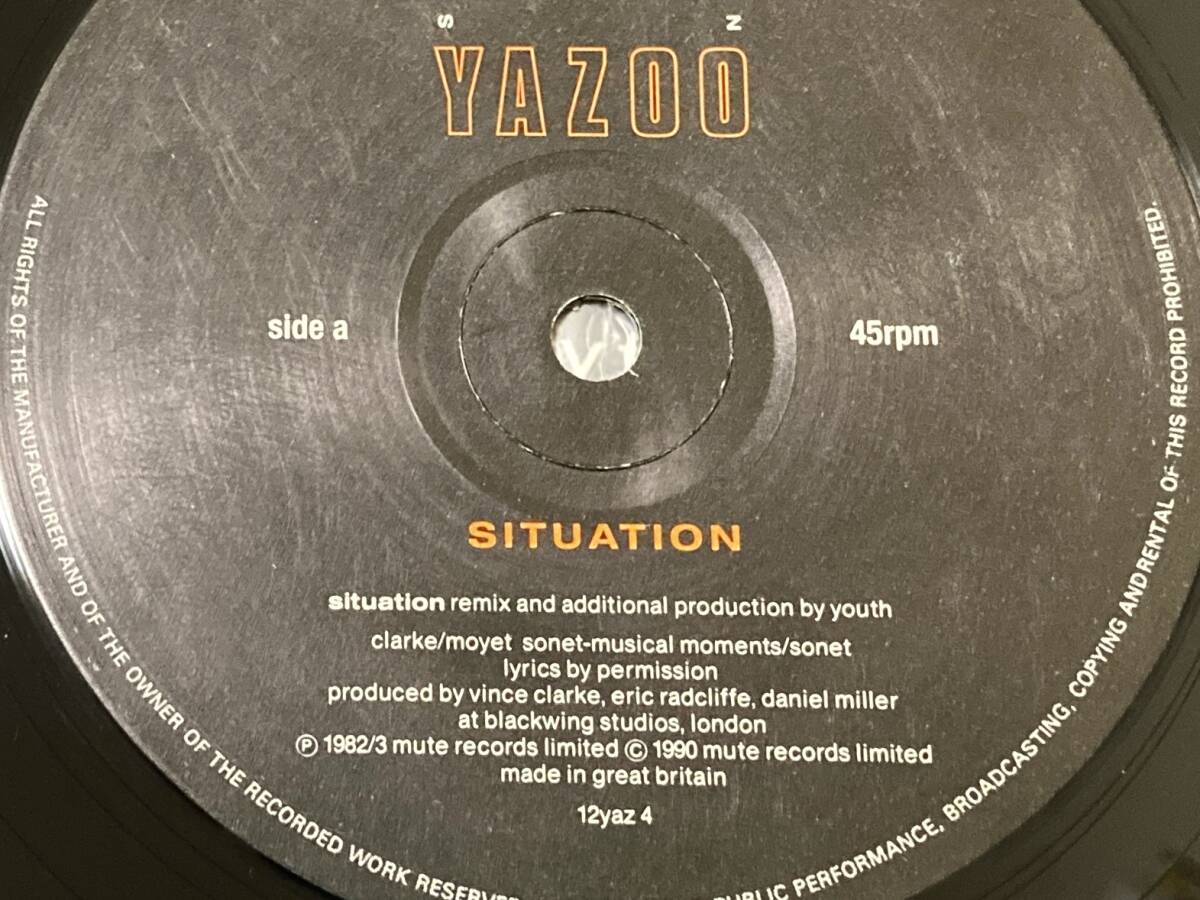 S N
YAZOO
side a
45rpm
SITUATION
situation remix and additional production by youth
clarke/moyet sonet-musical moments/sonet
lyrics by permission
produced by vince clarke, eric radcliffe, daniel miller
at blackwing studios, london
℗ 1982/3 mute records limited © 1990 mute records limited
made in great britain
12yaz 4
ALL RIGHTS OF THE MANUFACTURER AND OF THE OWNER OF THE RECORDED WORK PERFORMANCE, BROADCASTING, COPYING AND RENTAL OF THIS RECORD PROHIBITED.